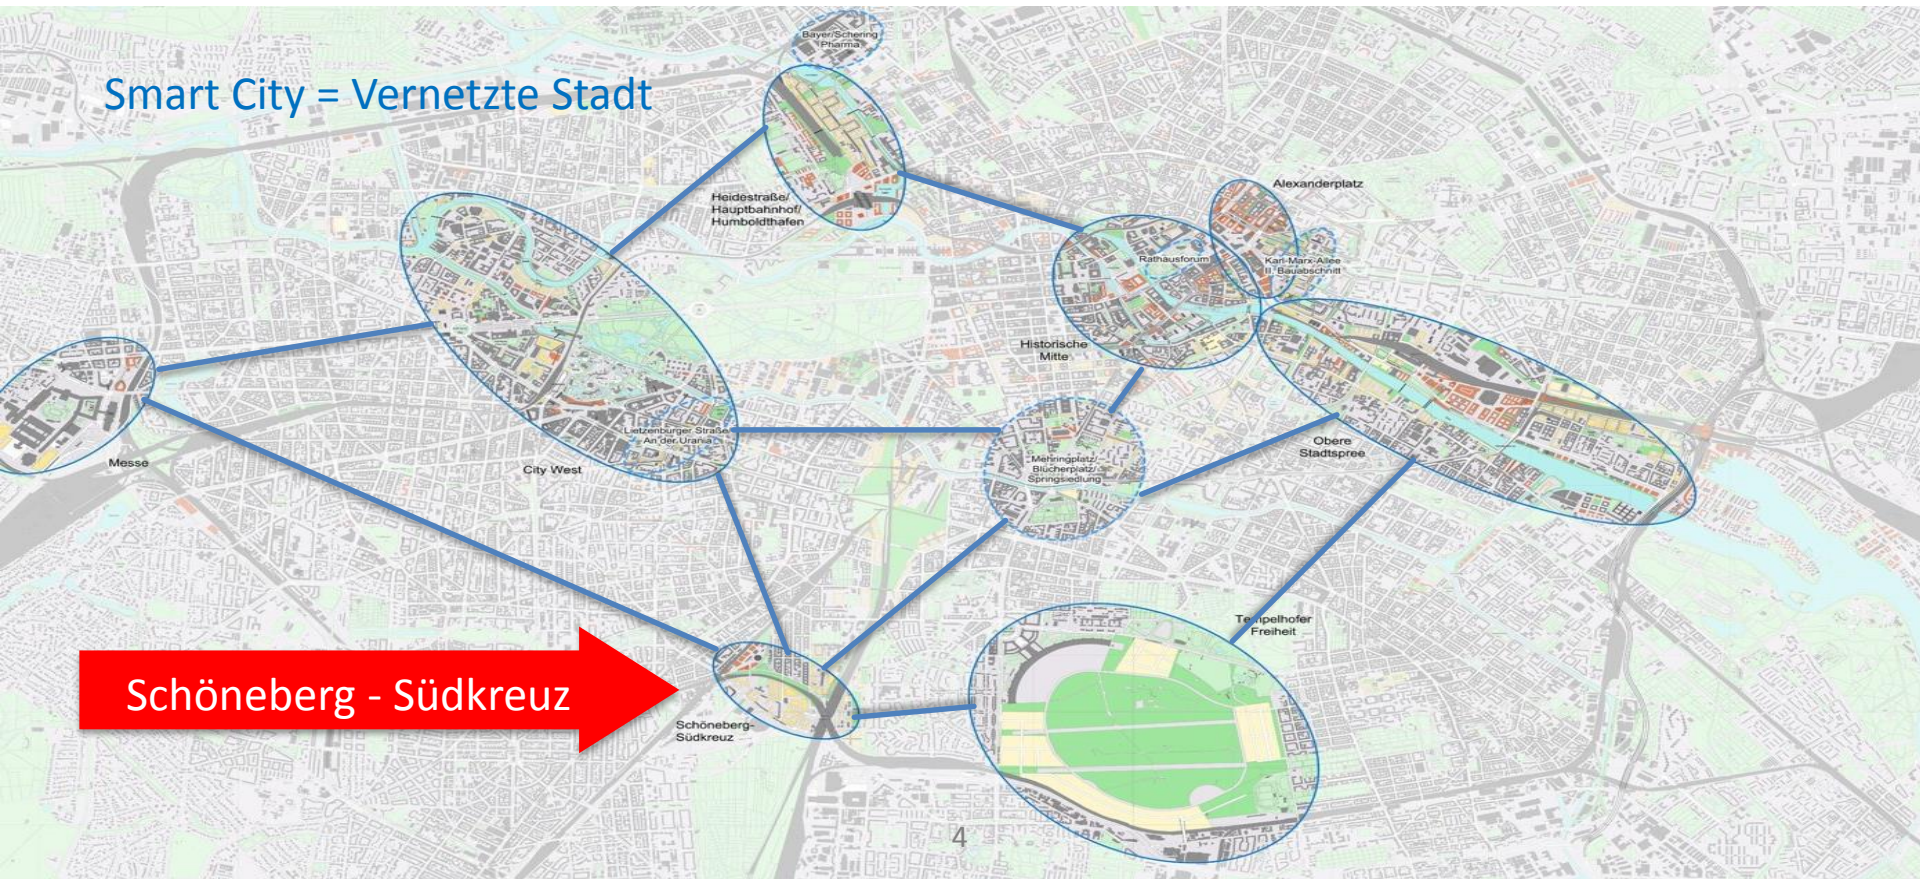 Bayer/Schering
Pharma
Smart City = Vernetzte Stadt
Heidestraße/
Hauptbahnhof/
Humboldthafen
Alexanderplatz
Rathausforum
Karl-Marx-Allee
II. Bauabschnitt
Historische
Mitte
Lietzenburger Straße
An der Urania
Messe
City West
Mehringplatz/
Blücherplatz/
Springsiedlung
Obere
Stadtspree
Tempelhofer
Freiheit
Schöneberg - Südkreuz
Schöneberg-
Südkreuz
4